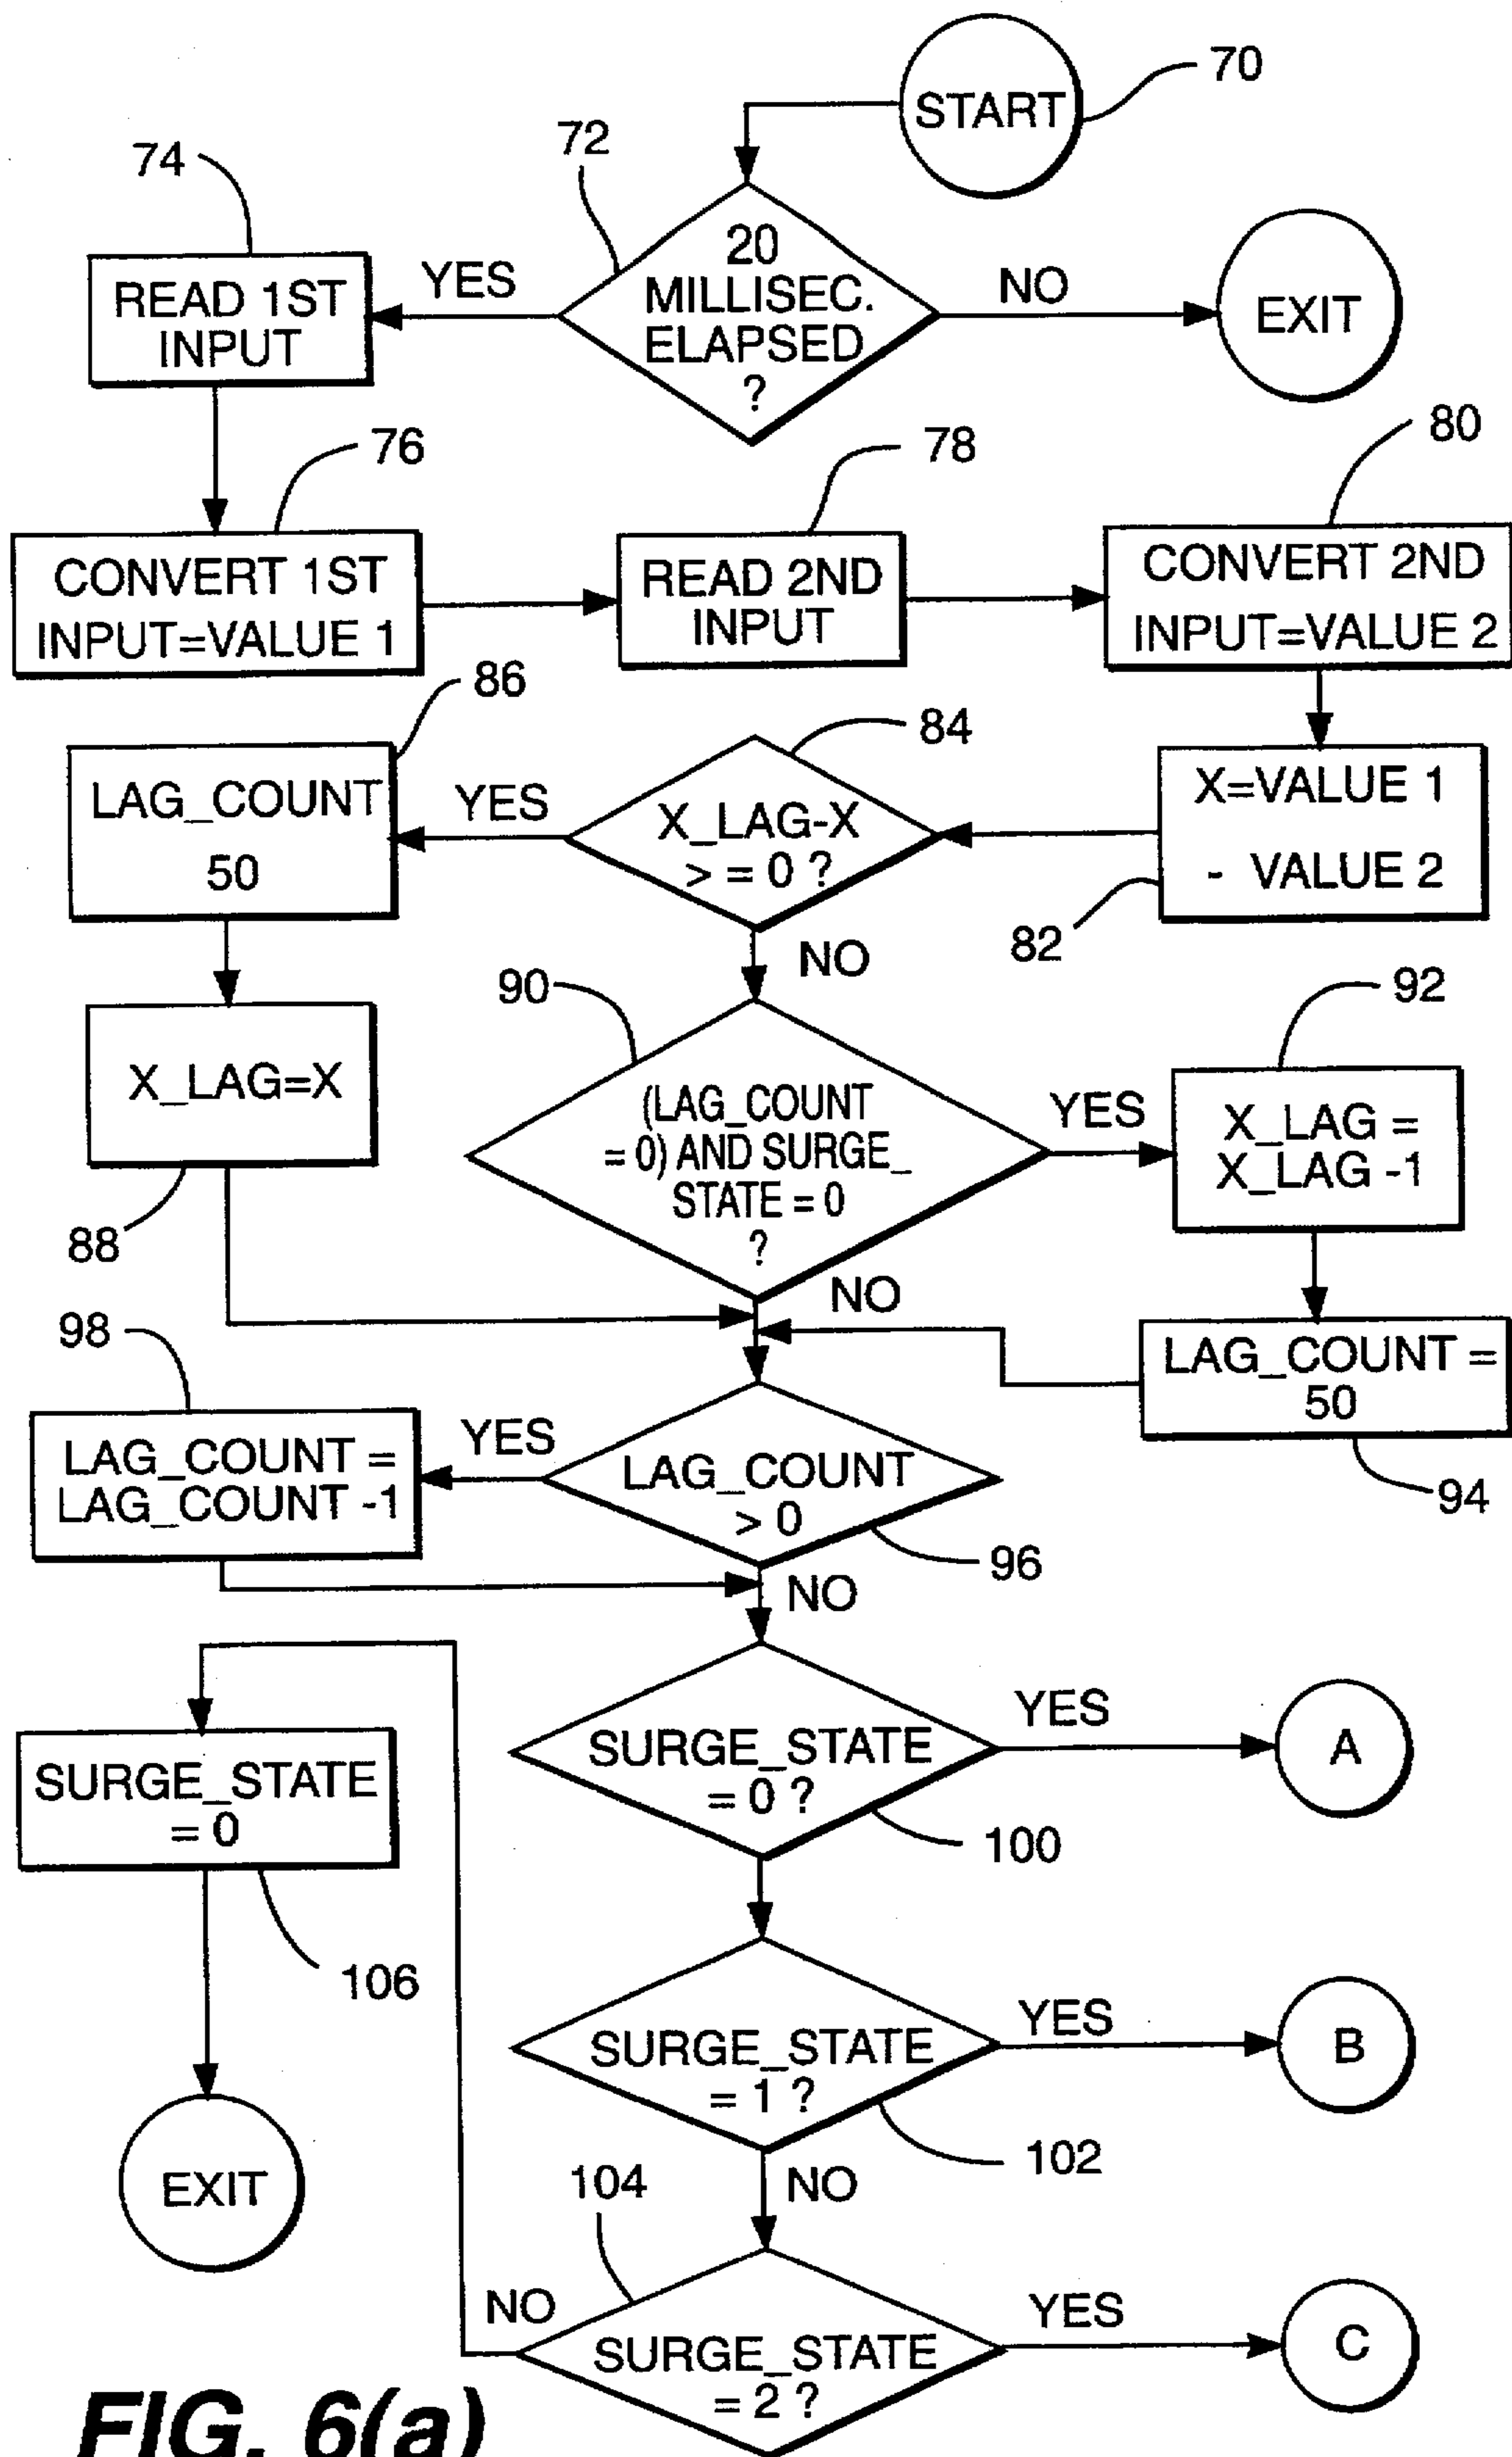 START
70
72
74
20
MILLISEC.
ELAPSED
?
YES
NO
READ 1ST
INPUT
EXIT
76
78
80
CONVERT 1ST
INPUT=VALUE 1
READ 2ND
INPUT
CONVERT 2ND
INPUT=VALUE 2
86
84
LAG_COUNT
50
YES
X_LAG-X
> = 0 ?
X=VALUE 1
- VALUE 2
82
NO
90
92
X_LAG=X
(LAG_COUNT
= 0) AND SURGE_
STATE = 0
?
YES
X_LAG =
X_LAG -1
88
NO
98
LAG_COUNT =
50
94
LAG_COUNT =
LAG_COUNT -1
YES
LAG_COUNT
> 0
96
NO
SURGE_STATE
= 0
SURGE_STATE
= 0 ?
YES
A
100
106
SURGE_STATE
= 1 ?
YES
B
102
EXIT
NO
104
NO
SURGE_STATE
= 2 ?
YES
C
FIG. 6(a)